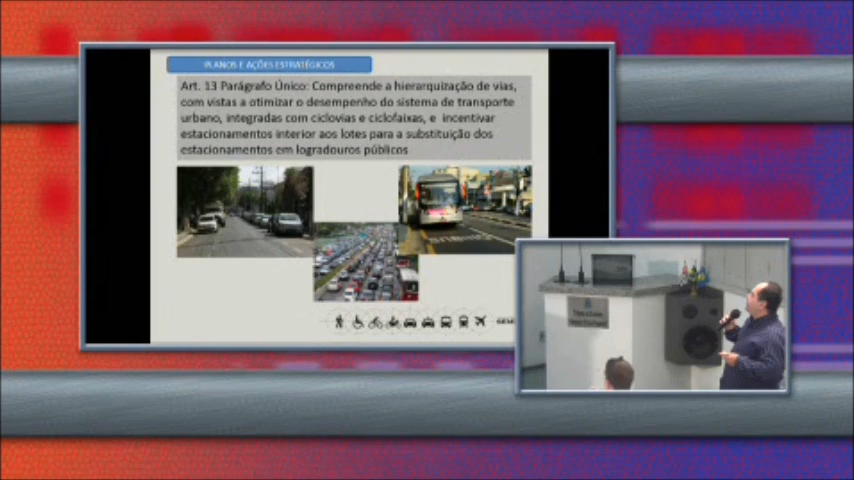 PLANOS E AÇÕES ESTRATÉGICOS
Art. 13 Parágrafo Único: Compreende a hierarquização de vias,
com vistas a otimizar o desempenho do sistema de transporte
urbano, integradas com ciclovias e ciclofaixas, e incentivar
estacionamentos interior aos lotes para a substituição dos
estacionamentos em logradouros públicos